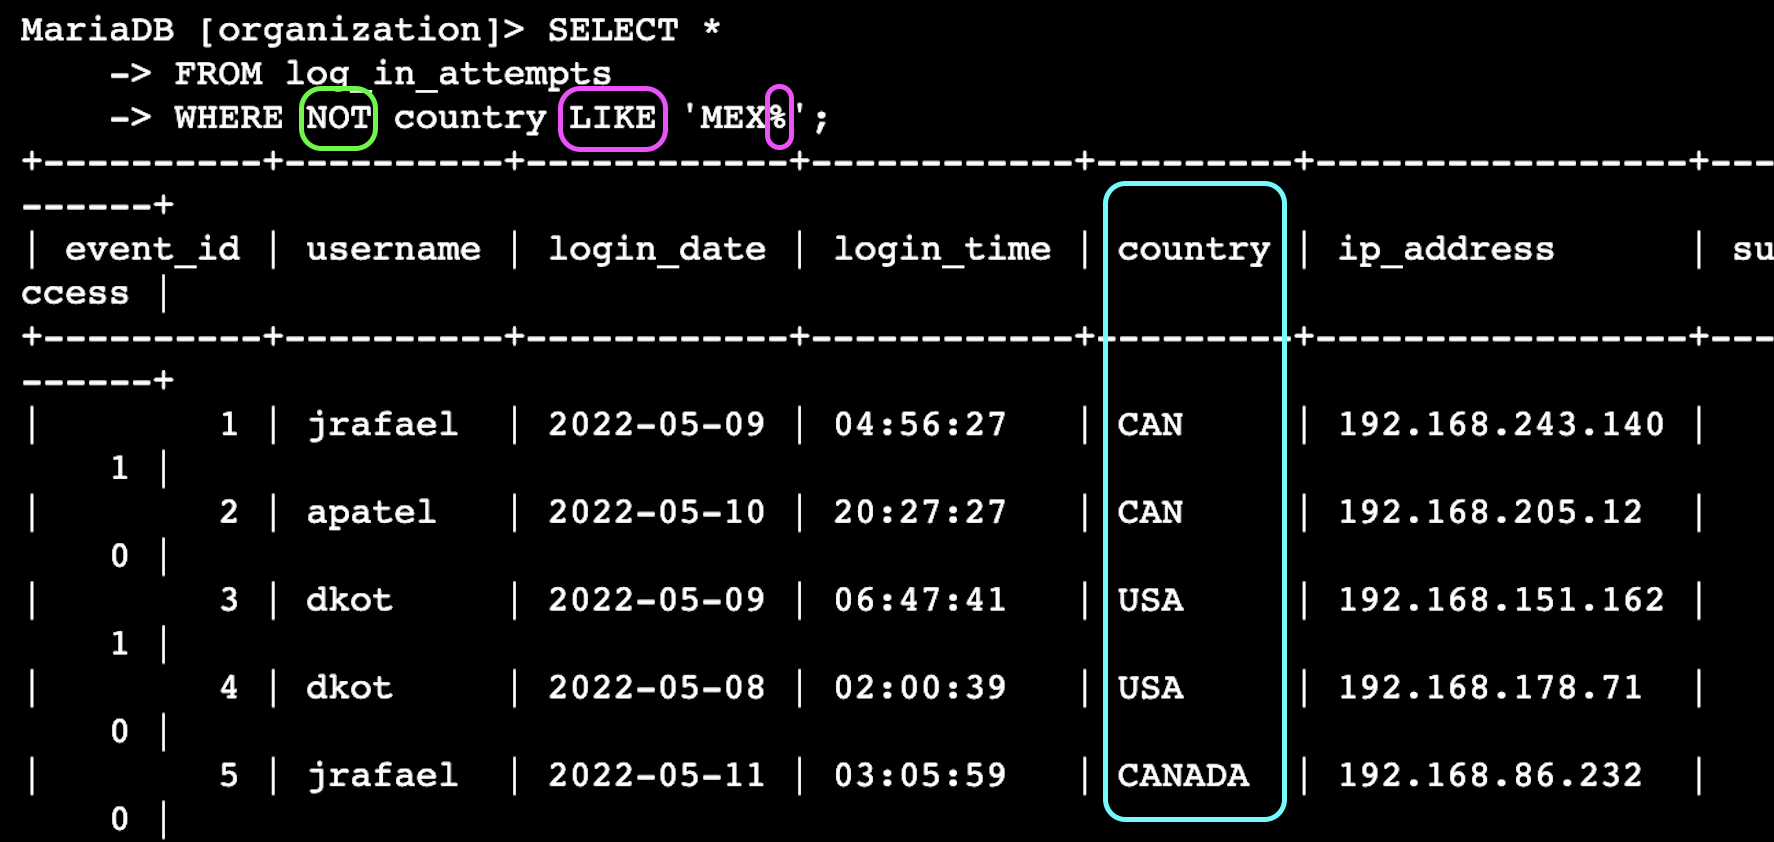 MariaDB [organization]> SELECT *
    -> FROM log_in_attempts
    -> WHERE NOT country LIKE 'MEX%';
+----------+----------+------------+------------+---------+-----------------+---
------+
| event_id | username | login_date | login_time | country | ip_address      | su
ccess |
+----------+----------+------------+------------+---------+-----------------+---
------+
|        1 | jrafael  | 2022-05-09 | 04:56:27   | CAN     | 192.168.243.140 |
    1 |
|        2 | apatel   | 2022-05-10 | 20:27:27   | CAN     | 192.168.205.12  |
    0 |
|        3 | dkot     | 2022-05-09 | 06:47:41   | USA     | 192.168.151.162 |
    1 |
|        4 | dkot     | 2022-05-08 | 02:00:39   | USA     | 192.168.178.71  |
    0 |
|        5 | jrafael  | 2022-05-11 | 03:05:59   | CANADA  | 192.168.86.232  |
    0 |